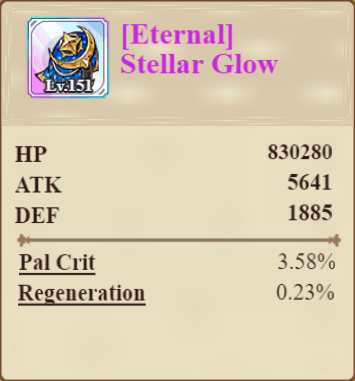 [Eternal]
Stellar Glow
Lv.151
HP 830280
ATK 5641
DEF 1885
Pal Crit 3.58%
Regeneration 0.23%